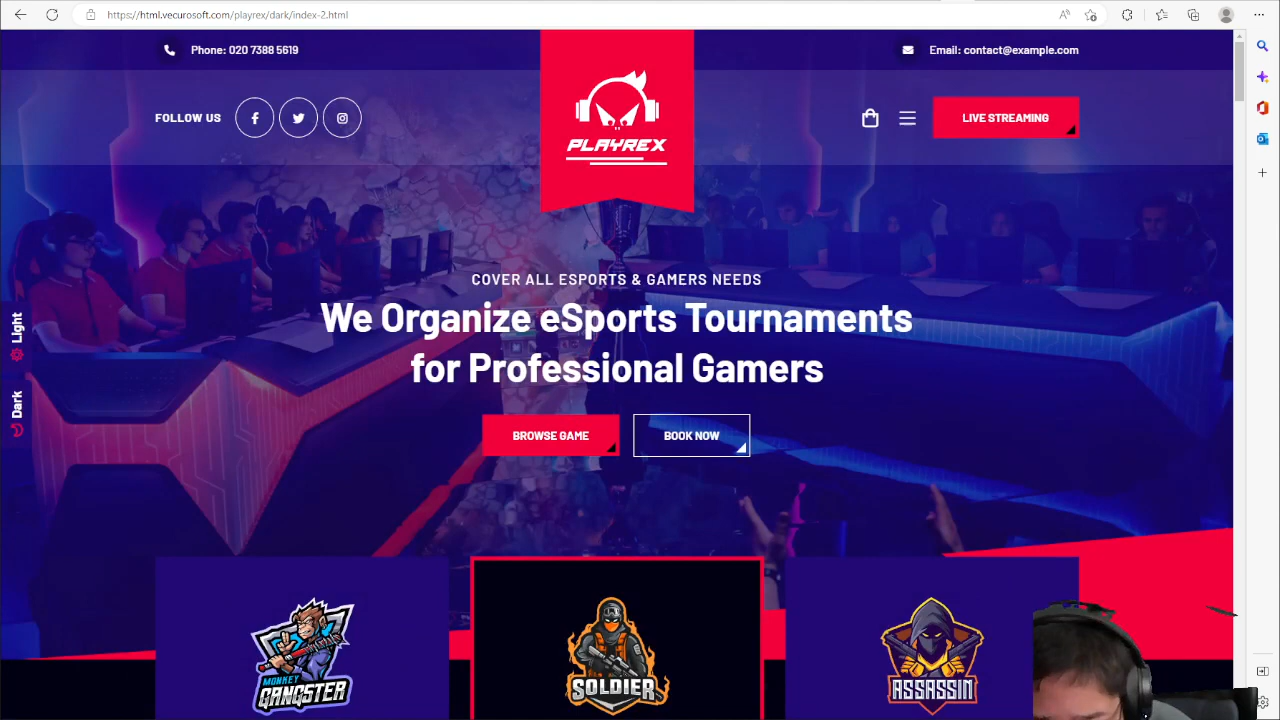 https://html.vecurosoft.com/playrex/dark/index-2.html
Phone: 020 7388 5619
Email: contact@example.com
FOLLOW US
PLAYREX
LIVE STREAMING
COVER ALL ESPORTS & GAMERS NEEDS
We Organize eSports Tournaments
for Professional Gamers
Light
Dark
BROWSE GAME
BOOK NOW
MONKEY
GANGSTER
SOLDIER
ASSASSIN